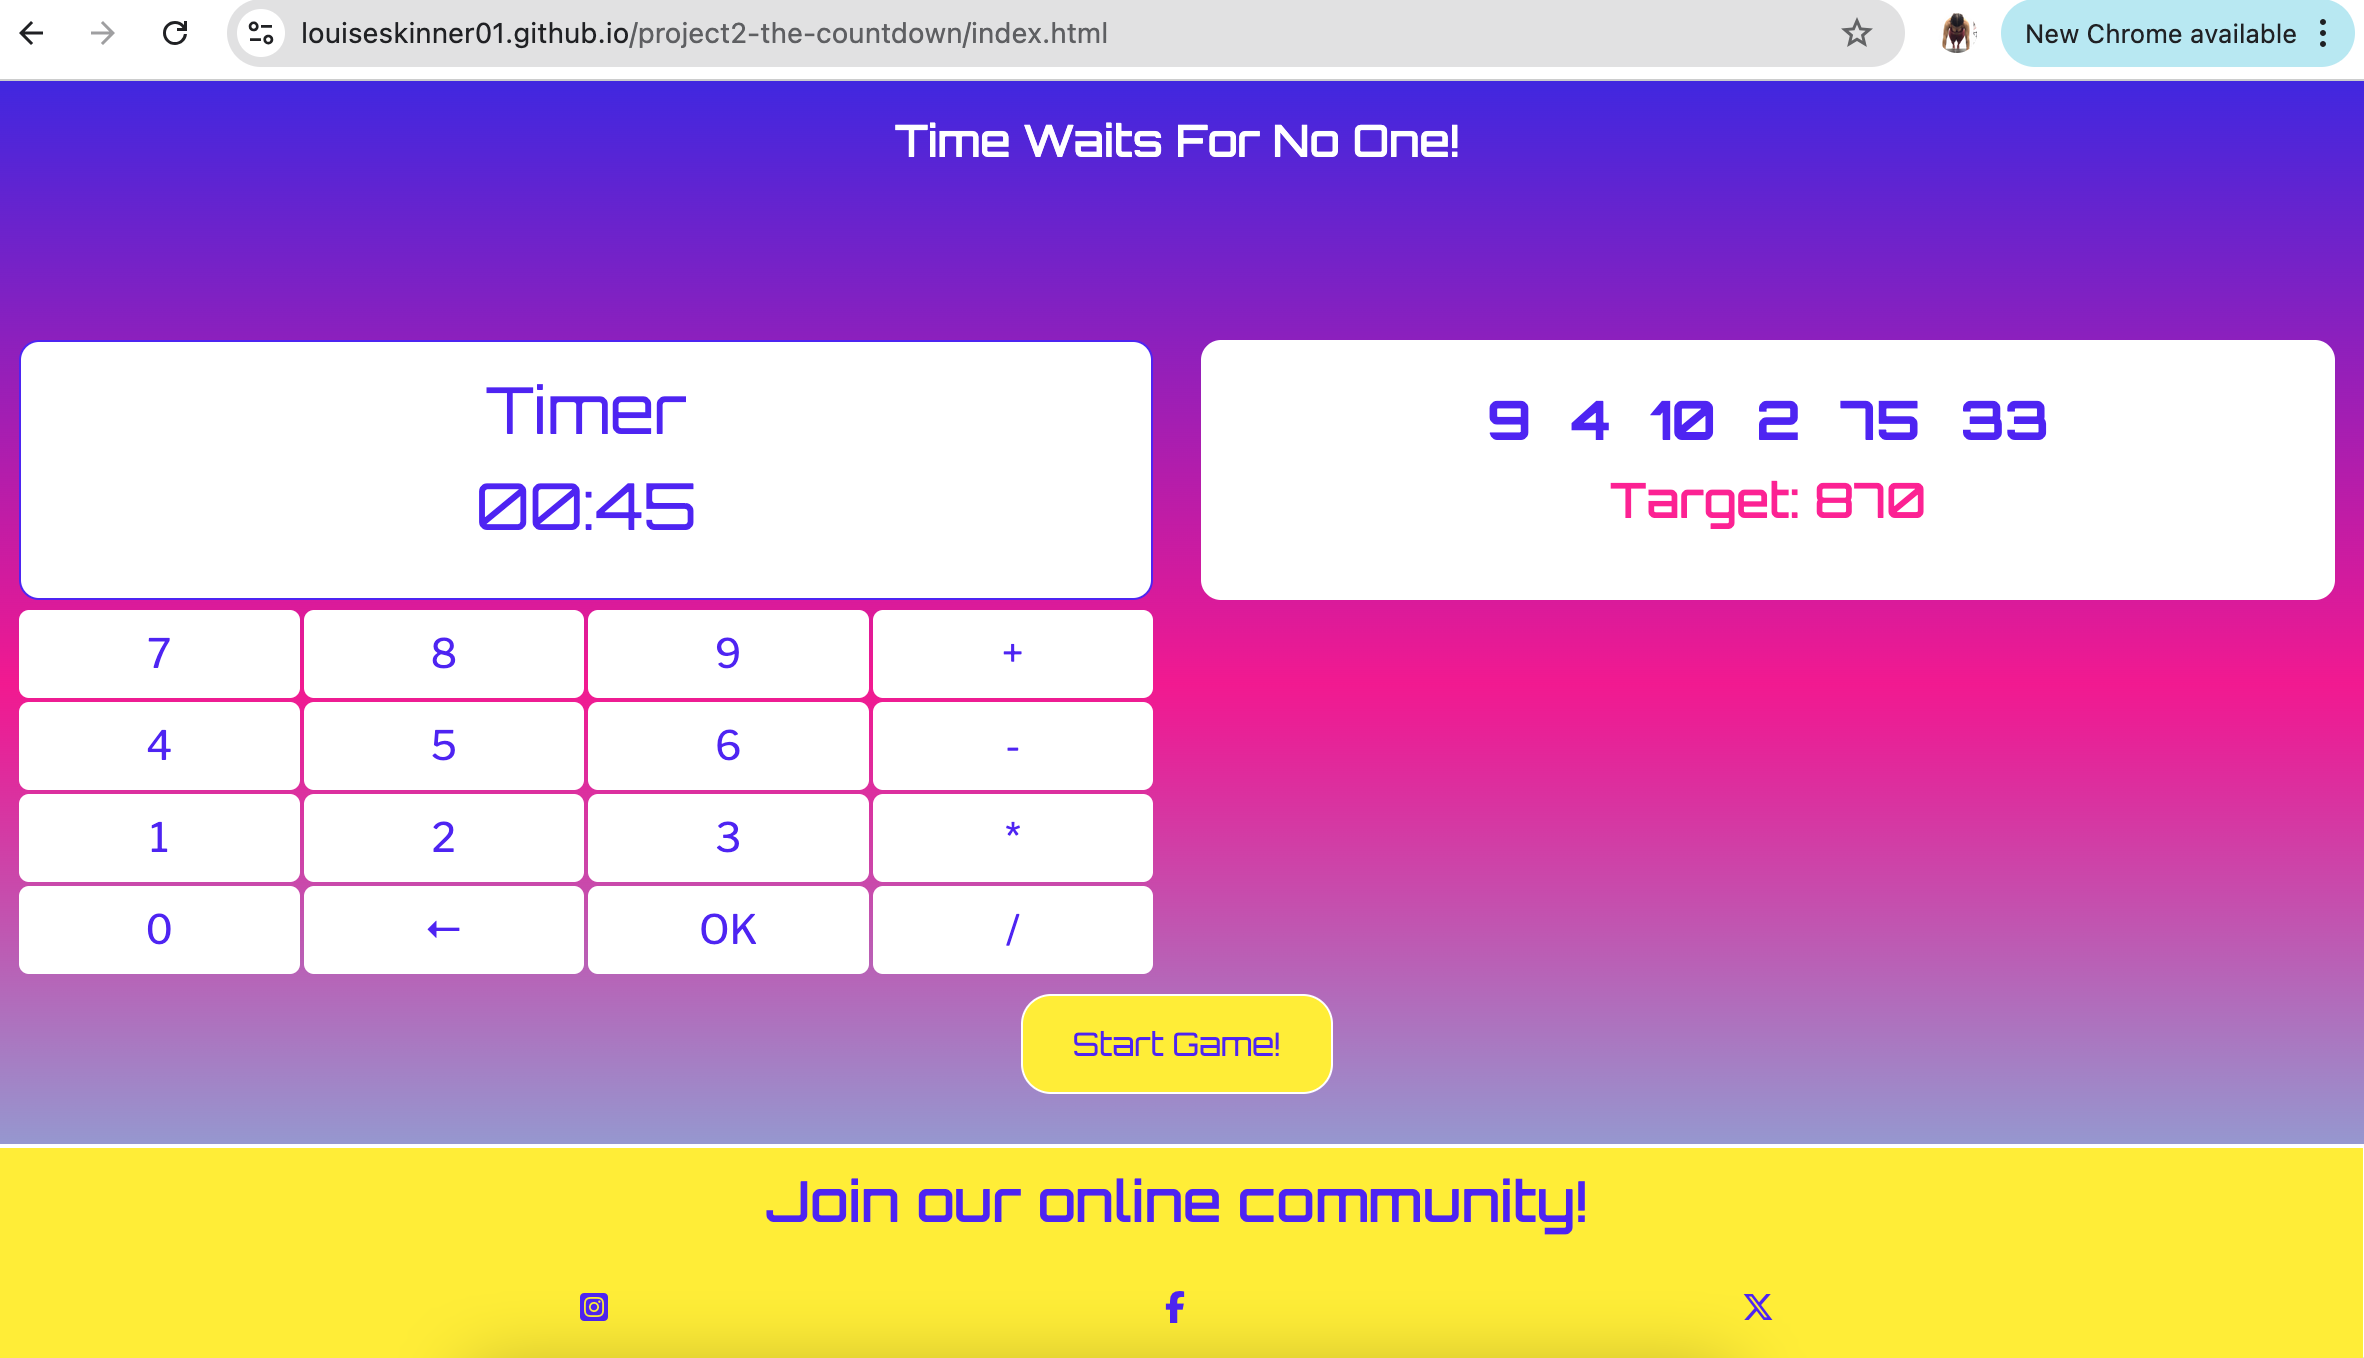 louiseskinner01.github.io/project2-the-countdown/index.html
New Chrome available
Time Waits For No One!
Timer
00:45
9 4 10 2 75 33
Target: 870
7 8 9 +
4 5 6 -
1 2 3 *
0 ← OK /
Start Game!
Join our online community!